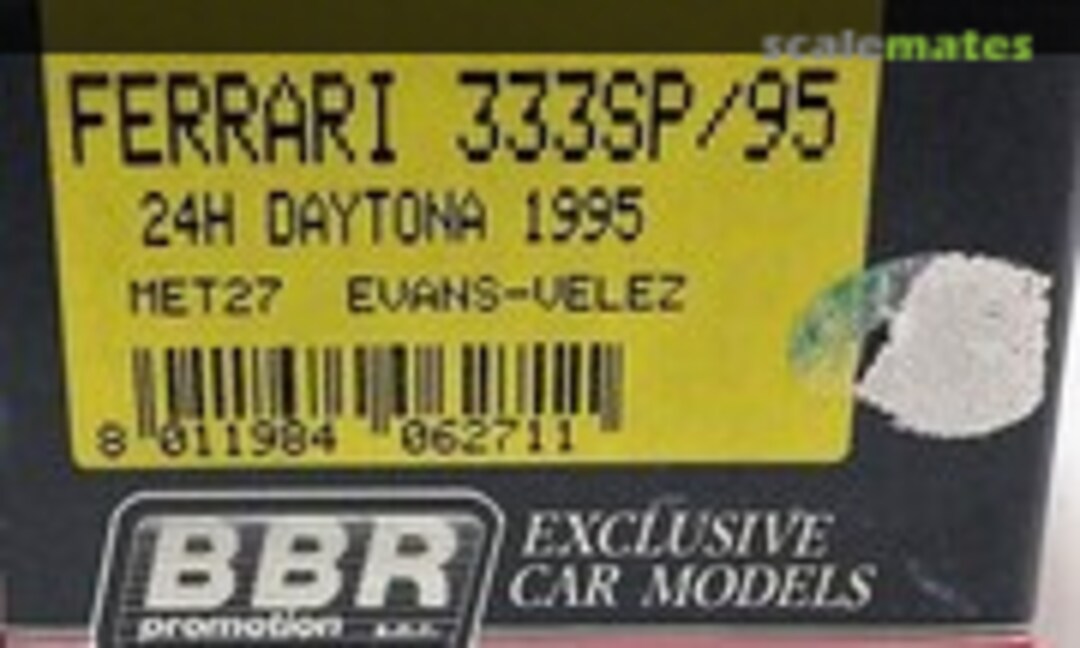 scalemates
FERRARI 333SP/95
24H DAYTONA 1995
MET27 EVANS-VELEZ
8 011984 062711
BBR
promotion s.r.l.
EXCLUSIVE
CAR MODELS